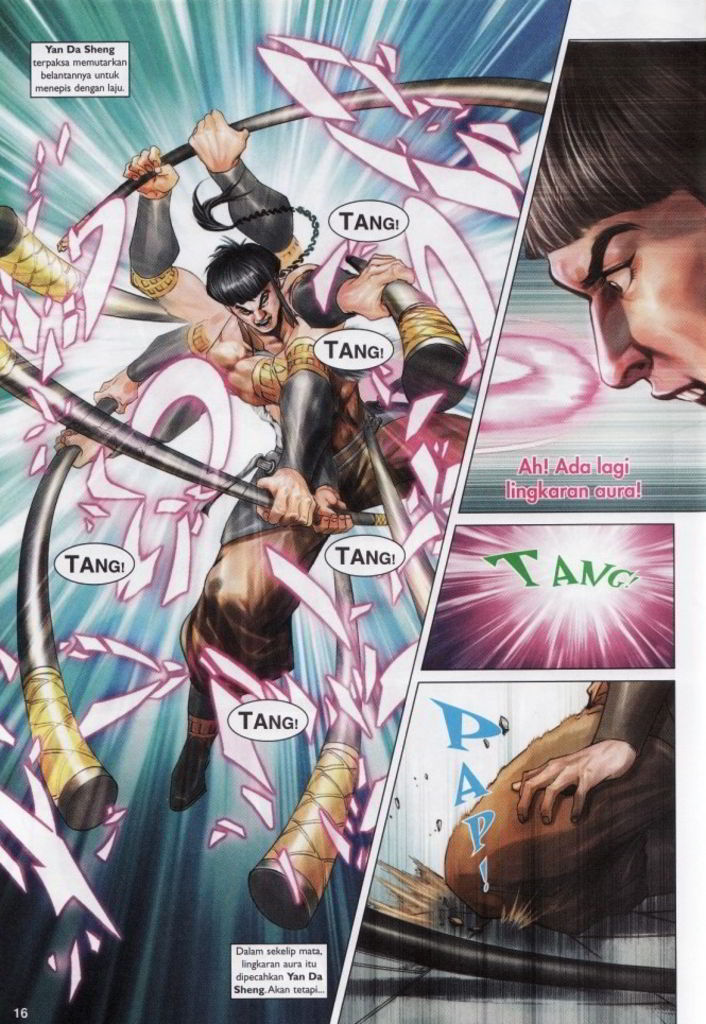 Yan Da Sheng
terpaksa memutarkan
belantannya untuk
menepis dengan laju.
TANG!
TANG!
TANG!
TANG!
TANG!
Dalam sekelip mata,
lingkaran aura itu
dipecahkan Yan Da
Sheng. Akan tetapi...
Ah! Ada lagi
lingkaran aura!
TANG!
PAP!
16